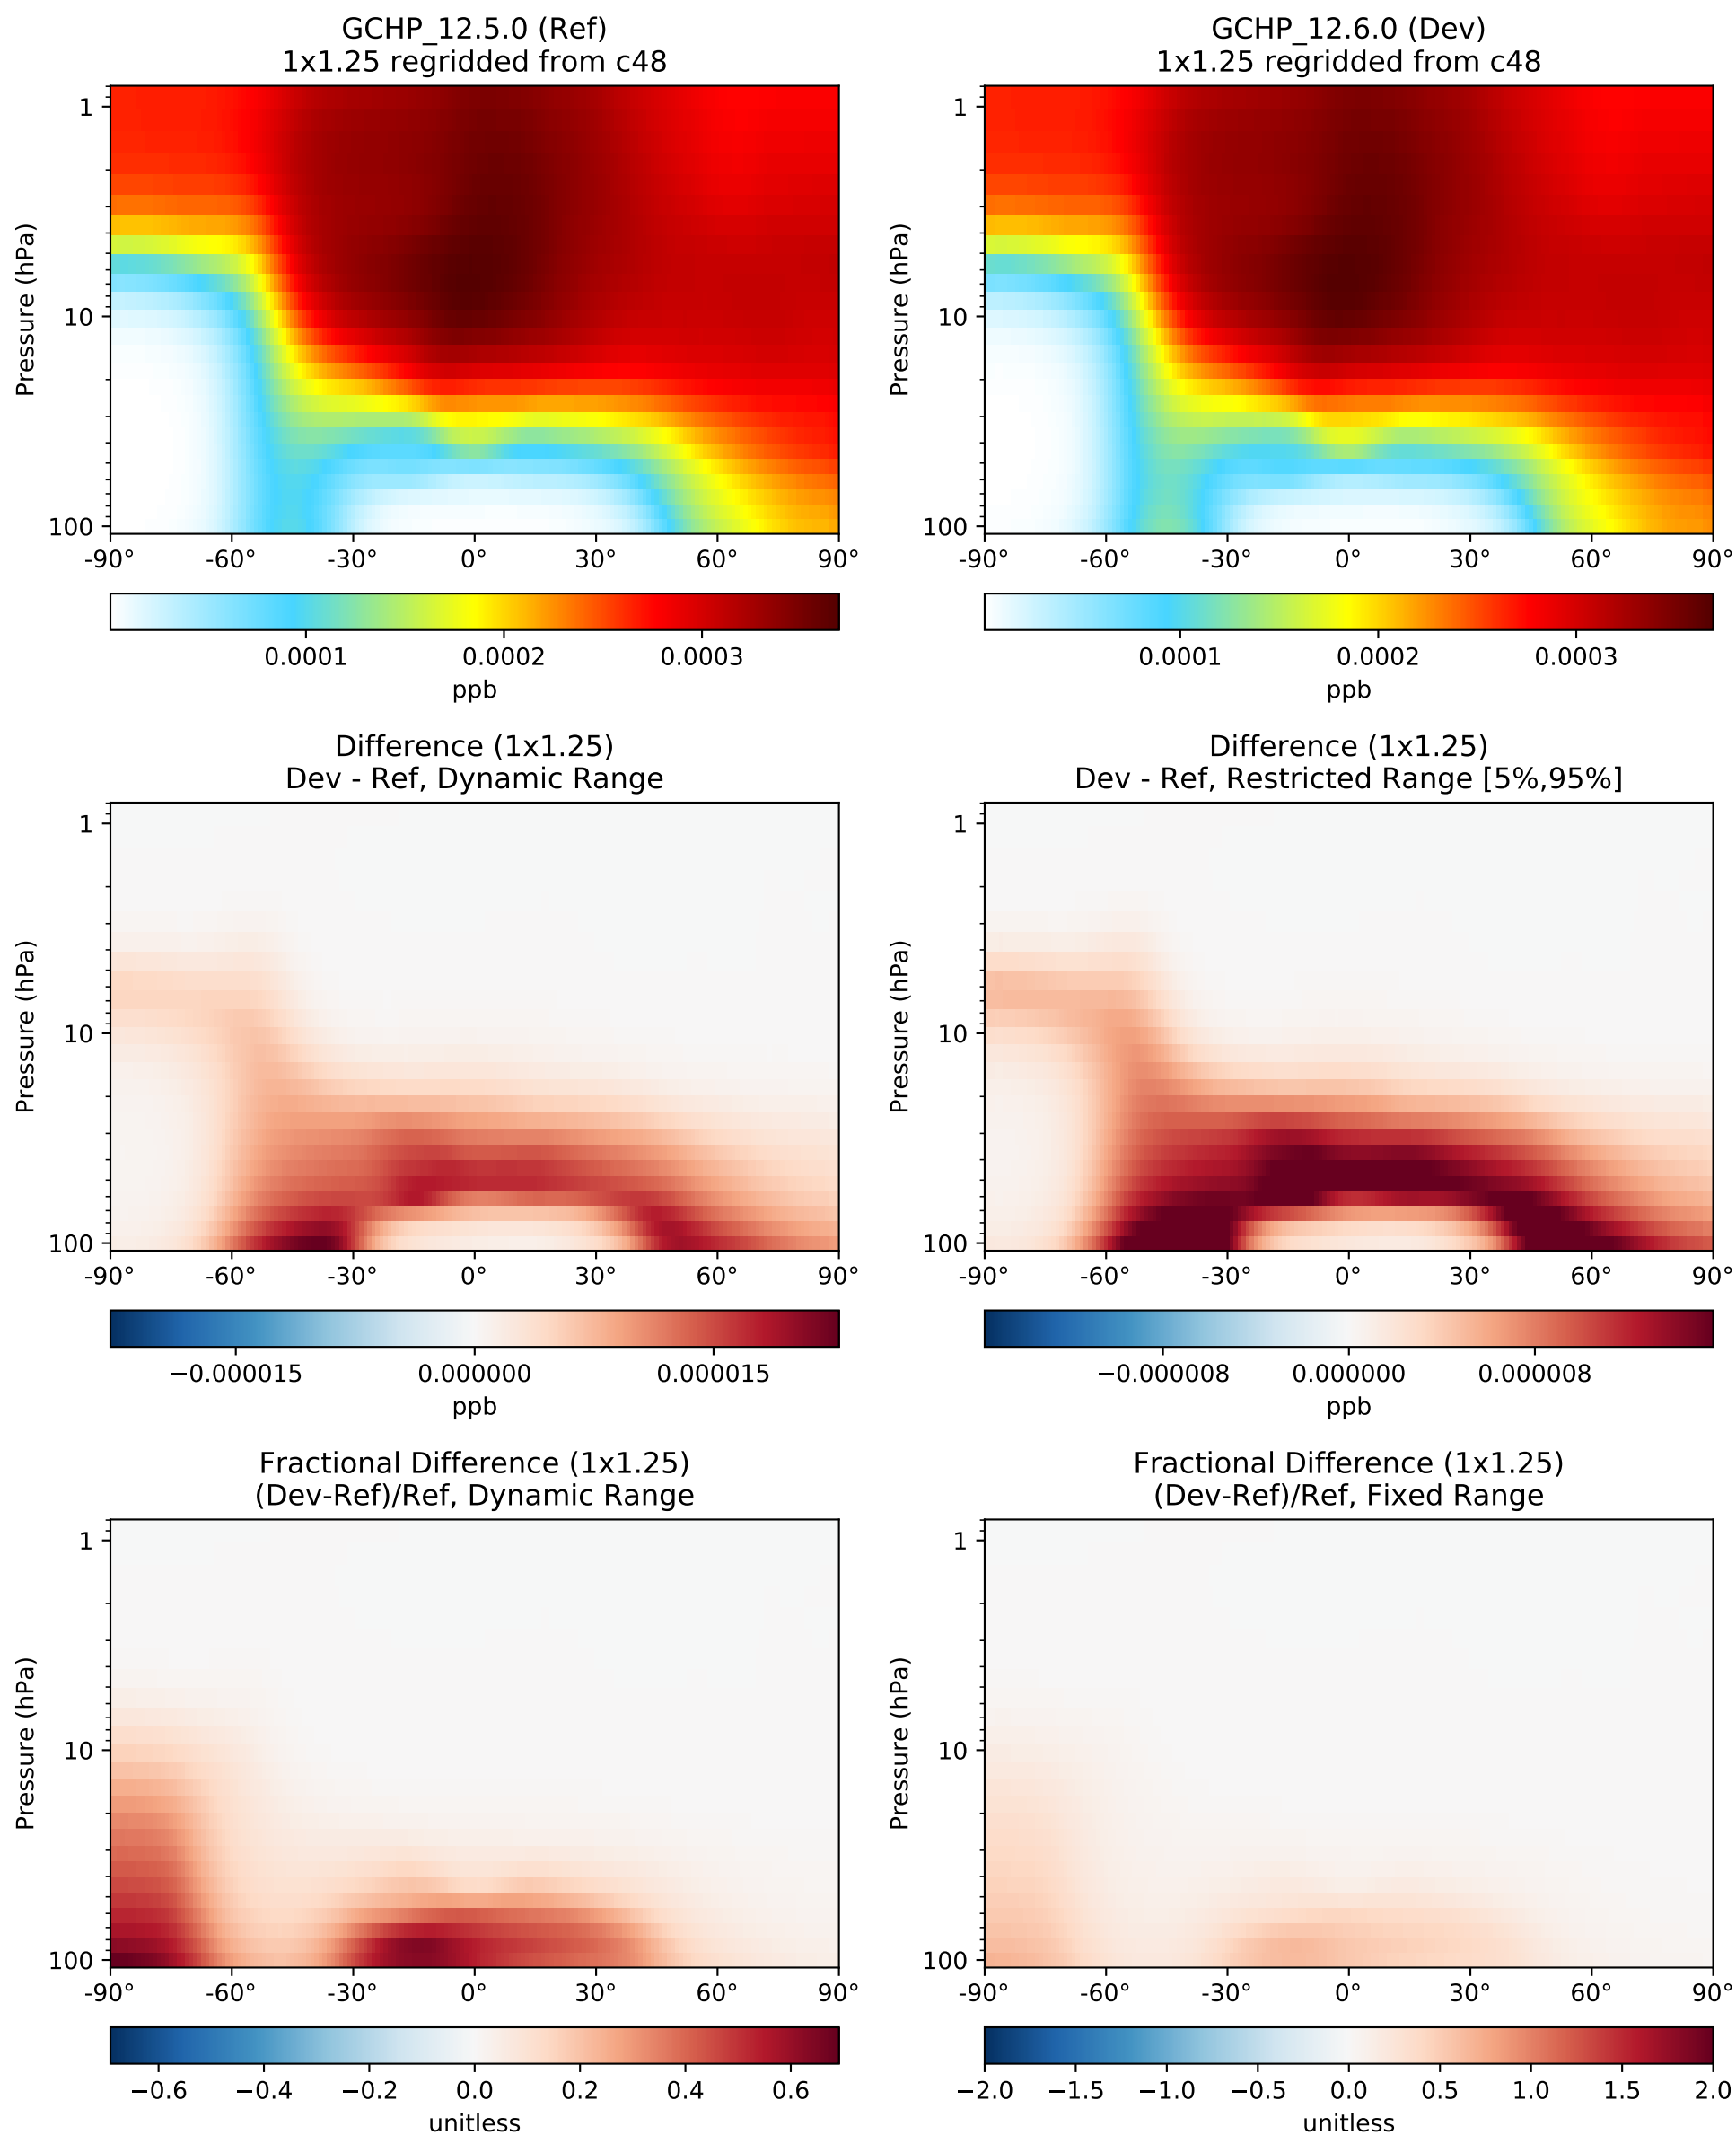 GCHP_12.5.0 (Ref)
1x1.25 regridded from c48
Pressure (hPa)
1
10
100
-90° -60° -30° 0° 30° 60° 90°
0.0001 0.0002 0.0003
ppb
GCHP_12.6.0 (Dev)
1x1.25 regridded from c48
Pressure (hPa)
1
10
100
-90° -60° -30° 0° 30° 60° 90°
0.0001 0.0002 0.0003
ppb
Difference (1x1.25)
Dev - Ref, Dynamic Range
Pressure (hPa)
1
10
100
-90° -60° -30° 0° 30° 60° 90°
−0.000015 0.000000 0.000015
ppb
Difference (1x1.25)
Dev - Ref, Restricted Range [5%,95%]
Pressure (hPa)
1
10
100
-90° -60° -30° 0° 30° 60° 90°
−0.000008 0.000000 0.000008
ppb
Fractional Difference (1x1.25)
(Dev-Ref)/Ref, Dynamic Range
Pressure (hPa)
1
10
100
-90° -60° -30° 0° 30° 60° 90°
−0.6 −0.4 −0.2 0.0 0.2 0.4 0.6
unitless
Fractional Difference (1x1.25)
(Dev-Ref)/Ref, Fixed Range
Pressure (hPa)
1
10
100
-90° -60° -30° 0° 30° 60° 90°
−2.0 −1.5 −1.0 −0.5 0.0 0.5 1.0 1.5 2.0
unitless